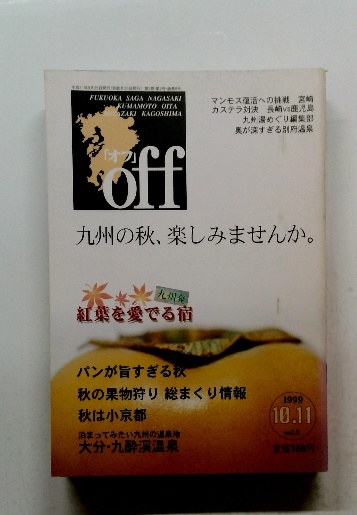 FUKUOKA SAGA NAGASAKI
KUMAMOTO OITA
MIYAZAKI KAGOSHIMA
「オフ」
off
マンモス復活への挑戦 宮崎
カステラ対決 長崎vs鹿児島
九州湯めぐり編集部
奥が深すぎる別府温泉
九州の秋、楽しみませんか。
九州発
紅葉を愛でる宿
パンが旨すぎる秋
秋の果物狩り 総まくり情報
秋は小京都
泊まってみたい九州の温泉地
大分・九酔渓温泉
1999
10.11